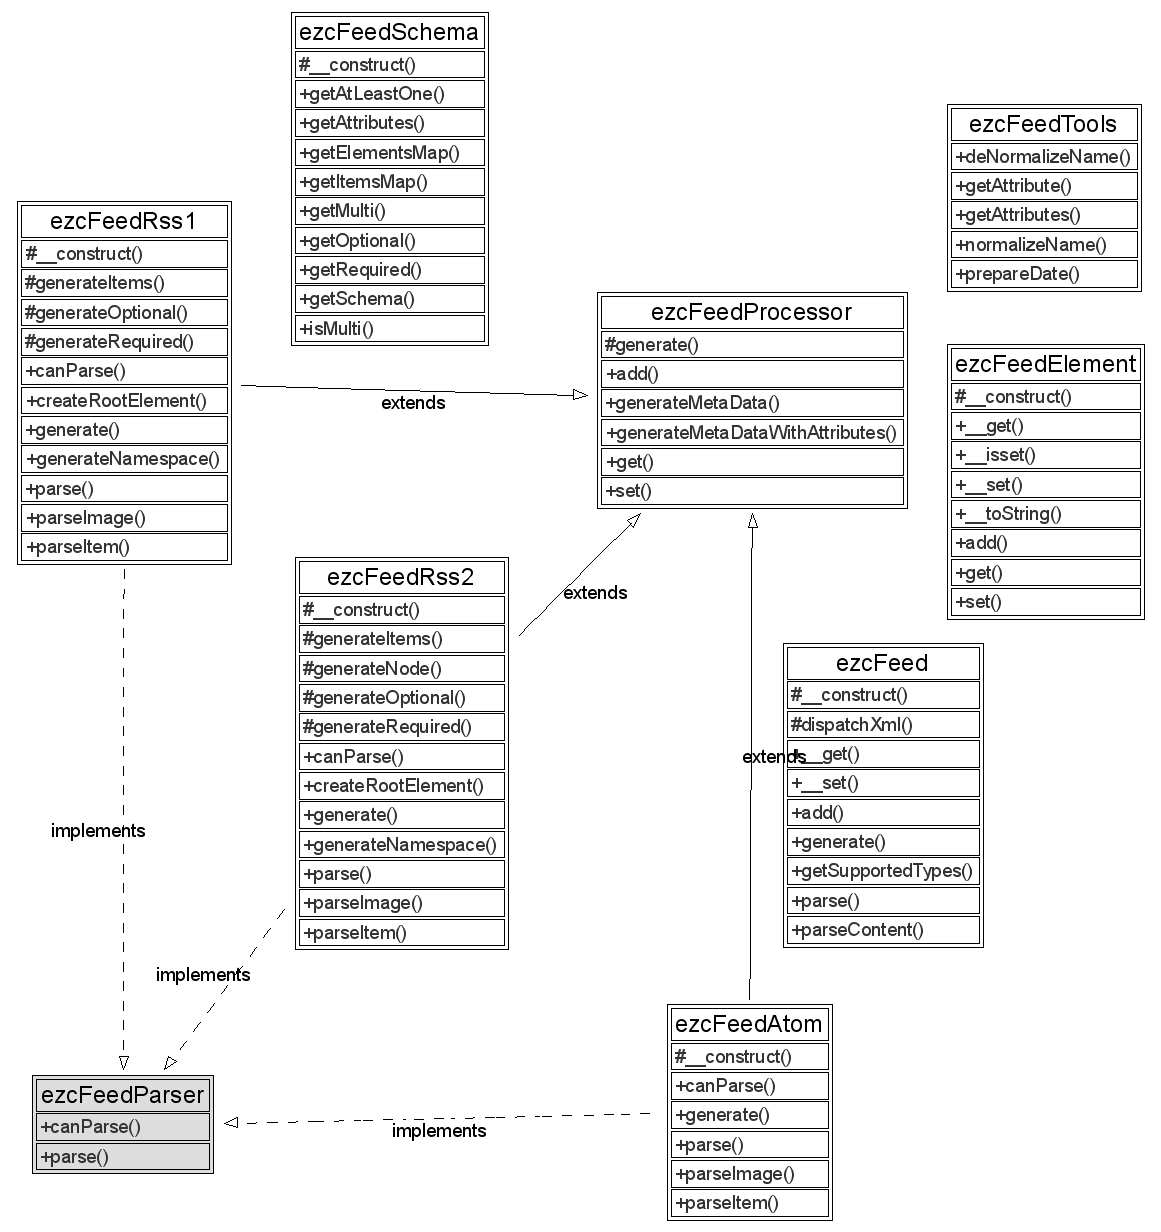 ezcFeedSchema
#__construct()
+getAtLeastOne()
+getAttributes()
+getElementsMap()
+getItemsMap()
+getMulti()
+getOptional()
+getRequired()
+getSchema()
+isMulti()
ezcFeedTools
+deNormalizeName()
+getAttribute()
+getAttributes()
+normalizeName()
+prepareDate()
ezcFeedRss1
#__construct()
#generateItems()
#generateOptional()
#generateRequired()
+canParse()
+createRootElement()
+generate()
+generateNamespace()
+parse()
+parseImage()
+parseItem()
extends
ezcFeedProcessor
#generate()
+add()
+generateMetaData()
+generateMetaDataWithAttributes()
+get()
+set()
ezcFeedElement
#__construct()
+__get()
+__isset()
+__set()
+__toString()
+add()
+get()
+set()
ezcFeedRss2
#__construct()
#generateItems()
#generateNode()
#generateOptional()
#generateRequired()
+canParse()
+createRootElement()
+generate()
+generateNamespace()
+parse()
+parseImage()
+parseItem()
extends
extends
ezcFeed
#__construct()
#dispatchXml()
+__get()
+__set()
+add()
+generate()
+getSupportedTypes()
+parse()
+parseContent()
implements
implements
ezcFeedParser
+canParse()
+parse()
implements
ezcFeedAtom
#__construct()
+canParse()
+generate()
+parse()
+parseImage()
+parseItem()